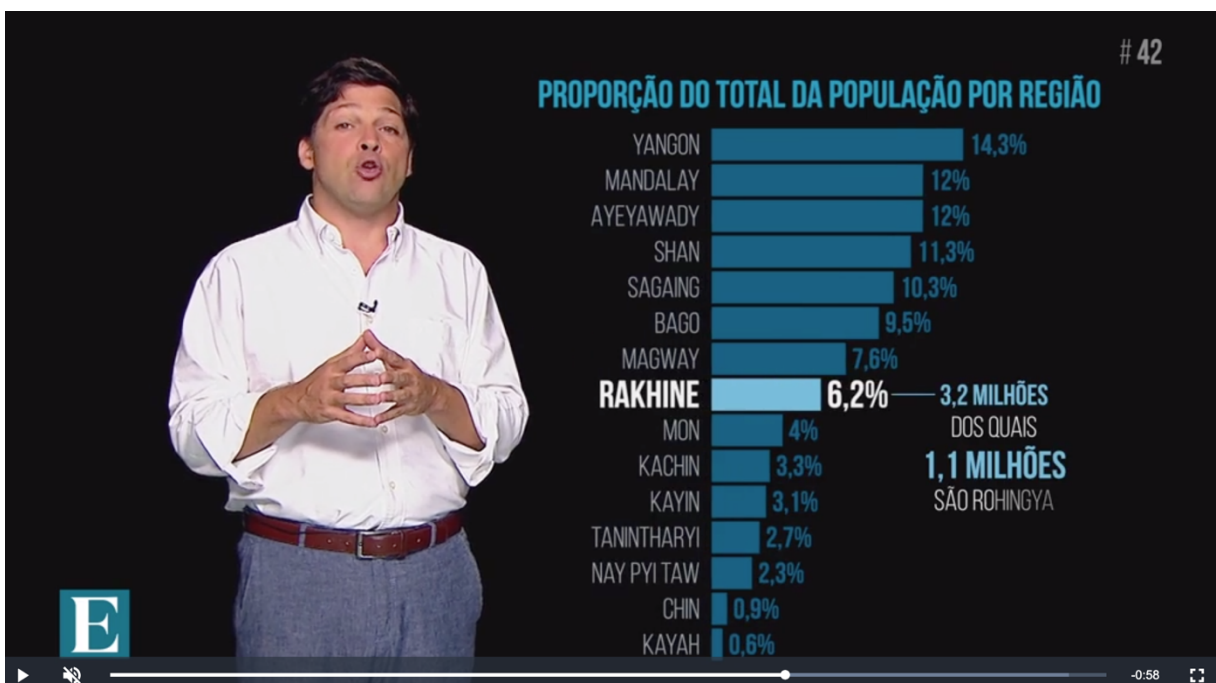 # 42
PROPORÇÃO DO TOTAL DA POPULAÇÃO POR REGIÃO
YANGON 14,3%
MANDALAY 12%
AYEYAWADY 12%
SHAN 11,3%
SAGAING 10,3%
BAGO 9,5%
MAGWAY 7,6%
RAKHINE 6,2% 3,2 MILHÕES
DOS QUAIS
MON 4%
KACHIN 3,3% 1,1 MILHÕES
KAYIN 3,1% SÃO ROHINGYA
TANINTHARYI 2,7%
NAY PYI TAW 2,3%
CHIN 0,9%
KAYAH 0,6%
E
-0:58